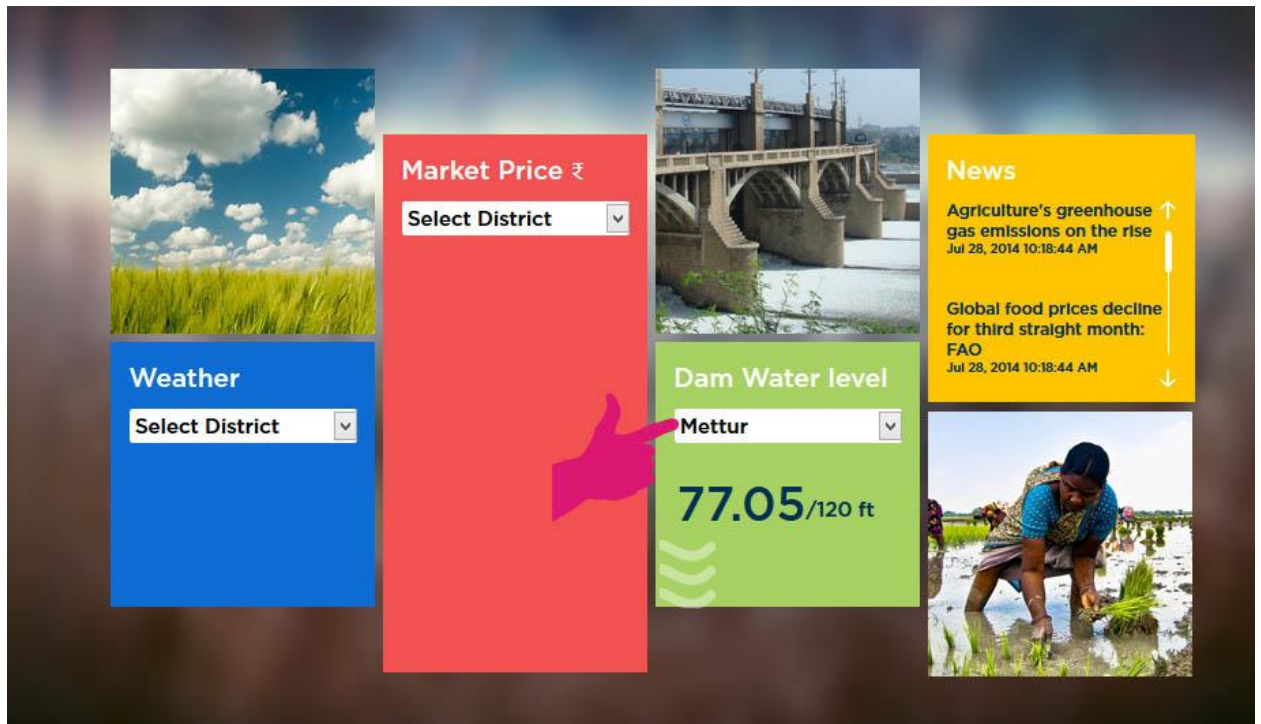 Weather
Select District
Market Price ₹
Select District
Dam Water level
Mettur
77.05/120 ft
News
Agriculture's greenhouse
gas emissions on the rise
Jul 28, 2014 10:18:44 AM
Global food prices decline
for third straight month:
FAO
Jul 28, 2014 10:18:44 AM